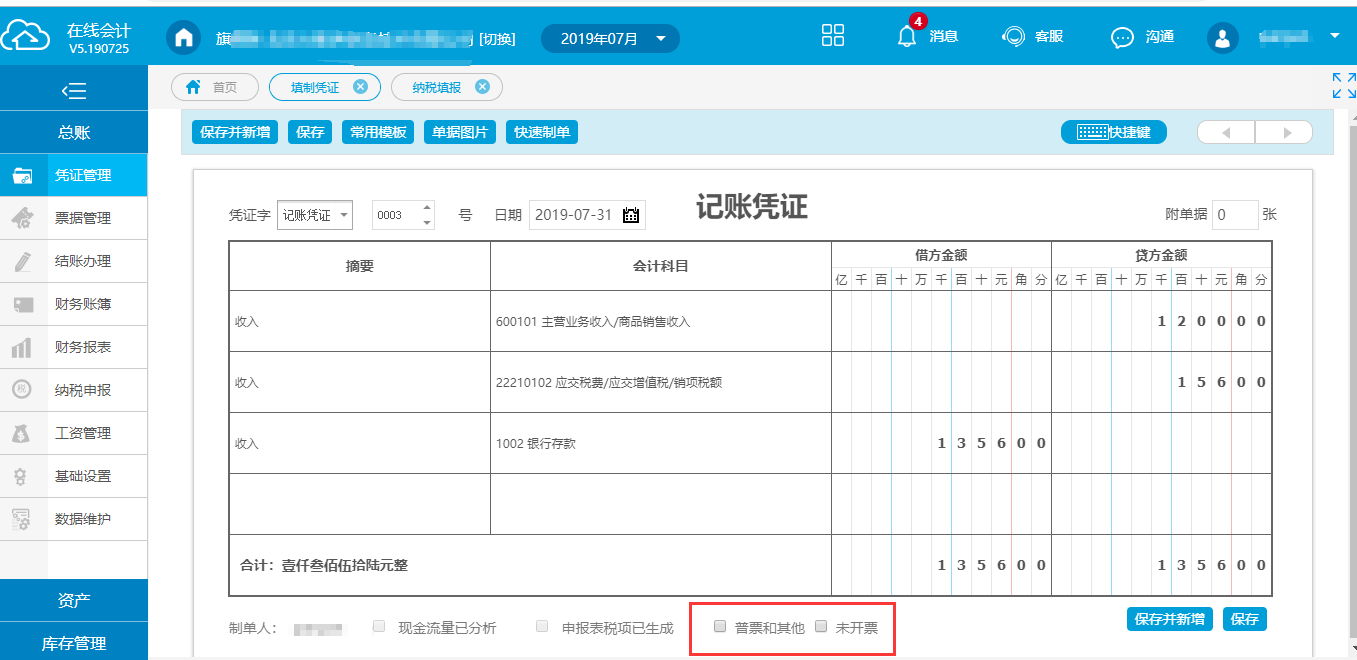 在线会计
V5.190725
旗 [切换]
2019年07月
4
消息
客服
沟通
首页
填制凭证
纳税填报
总账
凭证管理
票据管理
结账办理
财务账簿
财务报表
纳税申报
税
工资管理
基础设置
数据维护
资产
库存管理
保存并新增 保存 常用模板 单据图片 快速制单 快捷键
记账凭证
凭证字 记账凭证 0003 号 日期 2019-07-31 附单据 0 张
摘要 会计科目 借方金额 贷方金额
亿 千 百 十 万 千 百 十 元 角 分 亿 千 百 十 万 千 百 十 元 角 分
收入 600101 主营业务收入/商品销售收入 1 2 0 0 0 0
收入 22210102 应交税费/应交增值税/销项税额 1 5 6 0 0
收入 1002 银行存款 1 3 5 6 0 0
合计：壹仟叁佰伍拾陆元整 1 3 5 6 0 0 1 3 5 6 0 0
制单人： 现金流量已分析 申报表税项已生成 普票和其他 未开票 保存并新增 保存